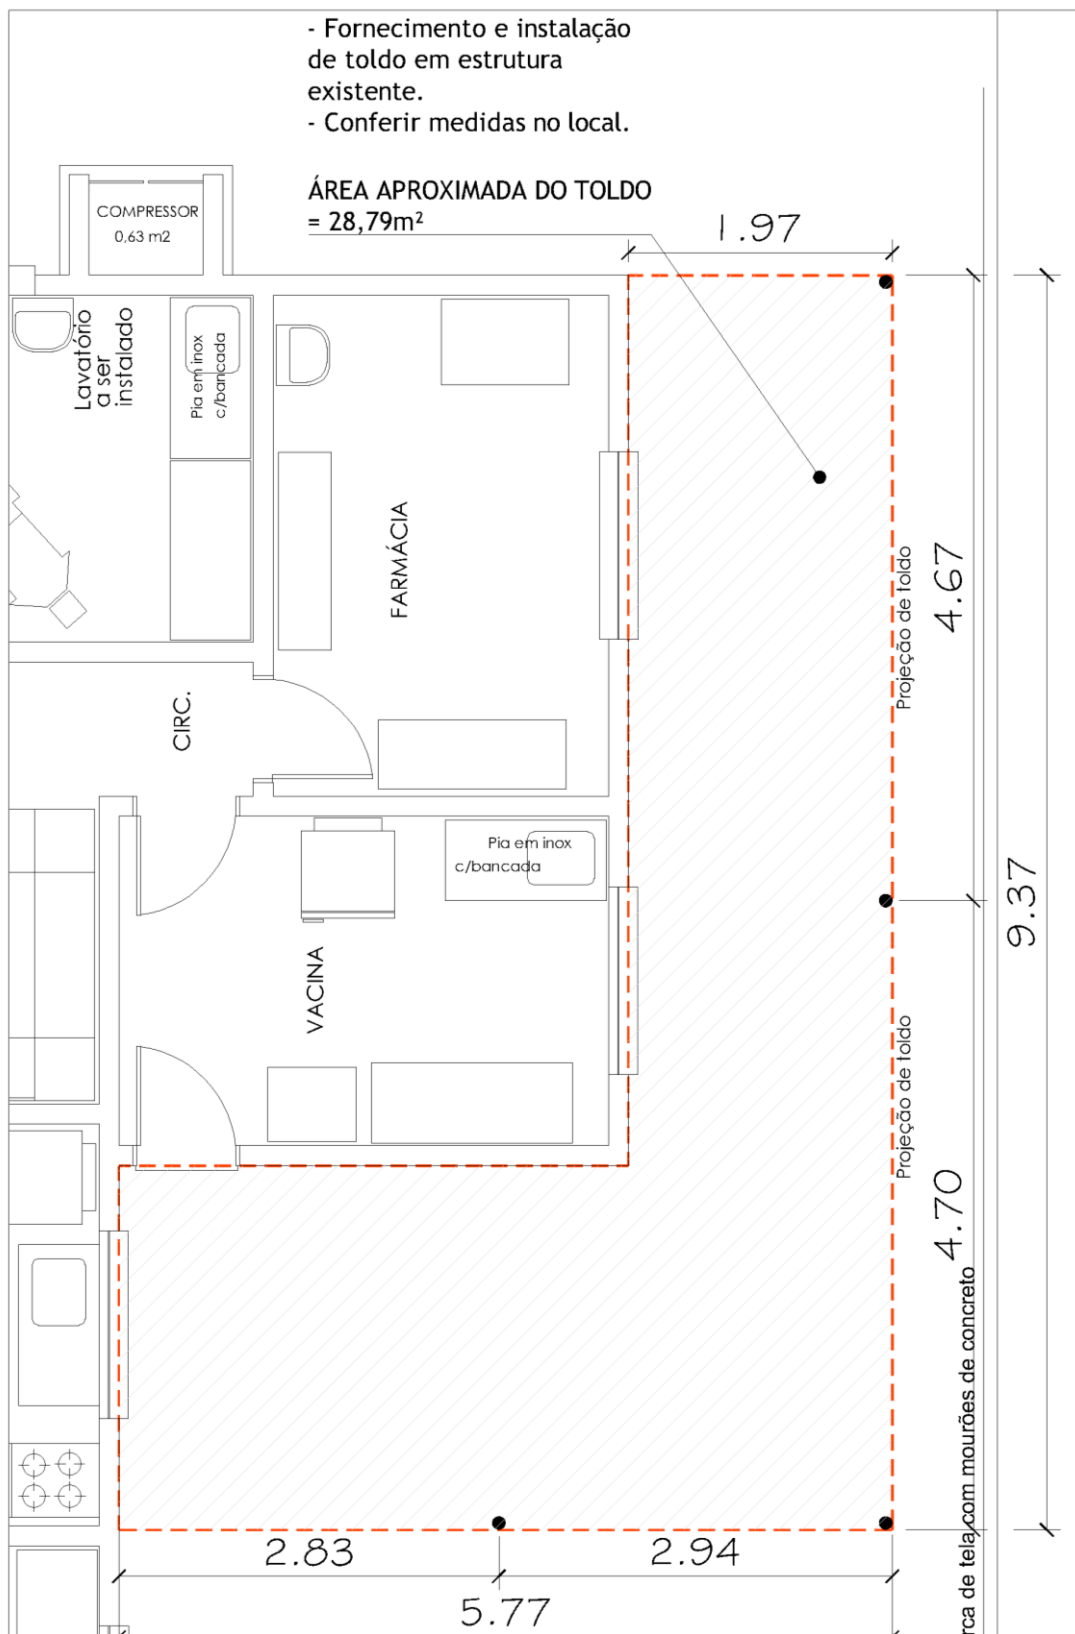 - Fornecimento e instalação
de toldo em estrutura
existente.
- Conferir medidas no local.
ÁREA APROXIMADA DO TOLDO
= 28,79m²
1.97
COMPRESSOR
0,63 m2
Lavatório
a ser
instalado
Pia em inox
c/bancada
FARMÁCIA
CIRC.
Projeção de toldo
4.67
9.37
Pia em inox
c/bancada
VACINA
Projeção de toldo
4.70
de tela com mourões de concreto
2.83
2.94
5.77